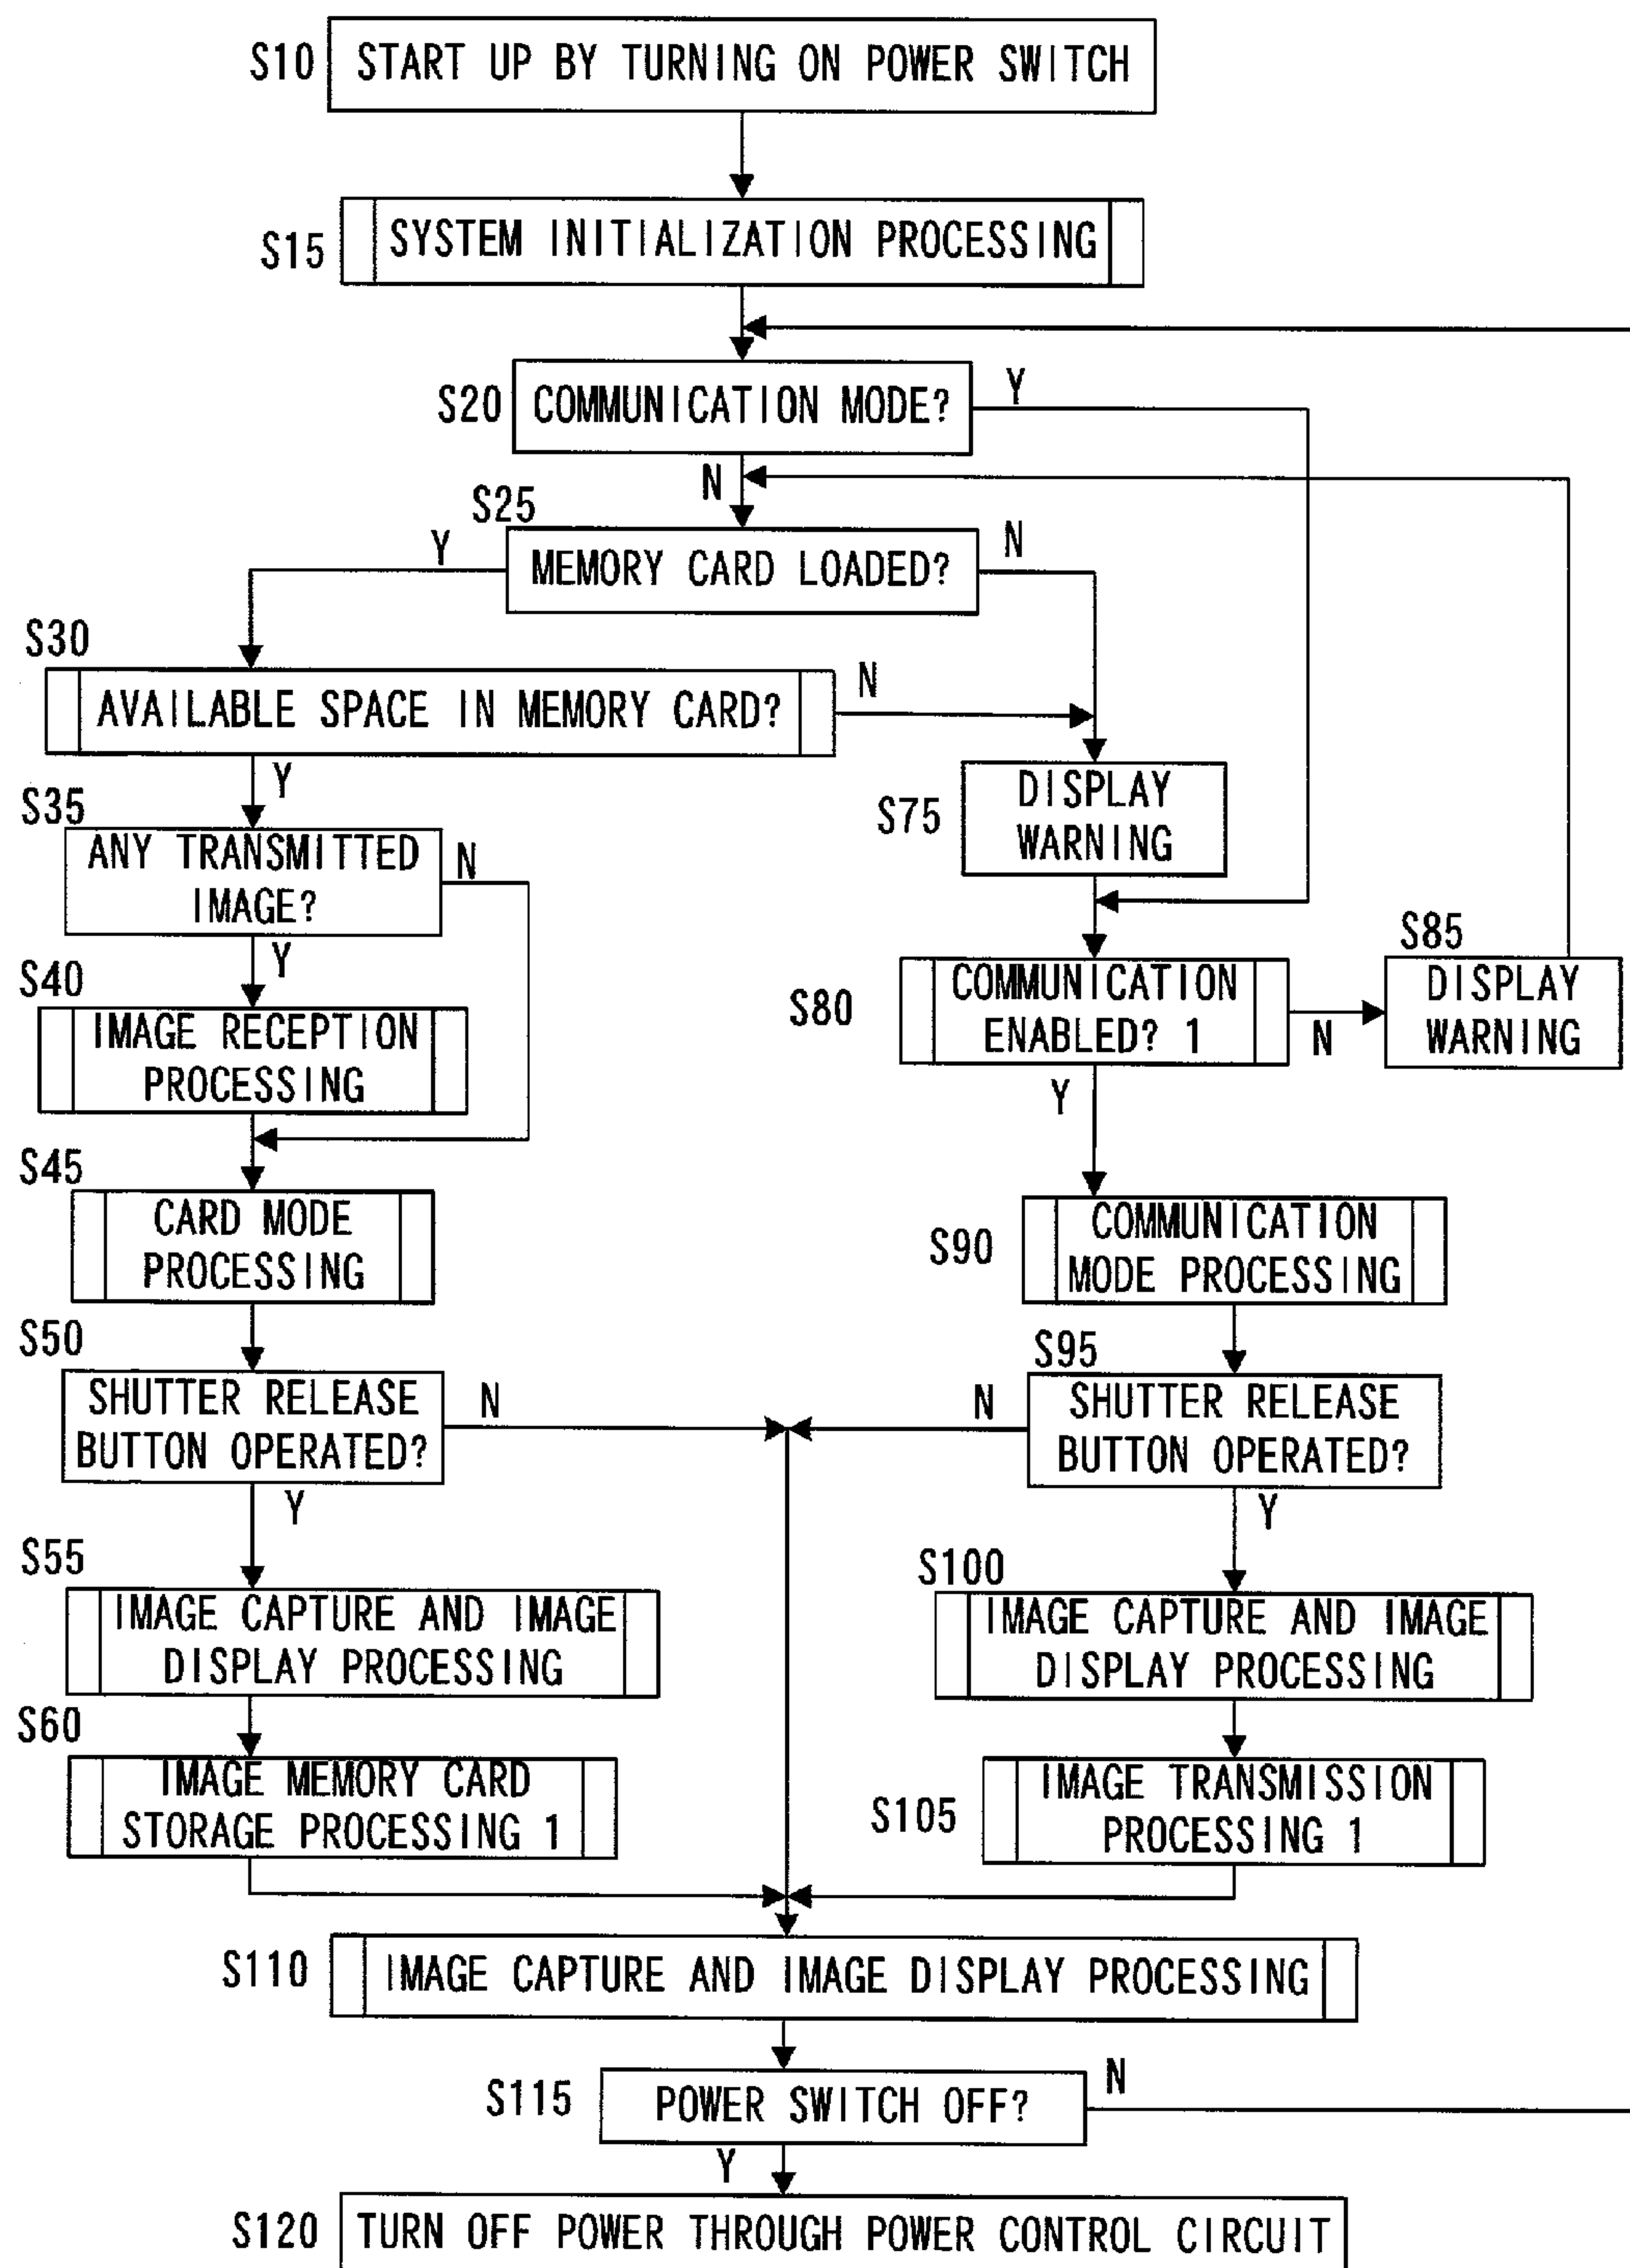 S10 START UP BY TURNING ON POWER SWITCH
S15 SYSTEM INITIALIZATION PROCESSING
S20 COMMUNICATION MODE? Y
N
S25
Y MEMORY CARD LOADED? N
S30
AVAILABLE SPACE IN MEMORY CARD? N
Y
S35
ANY TRANSMITTED
IMAGE?
N
Y
S40
IMAGE RECEPTION
PROCESSING
S45
CARD MODE
PROCESSING
S50
SHUTTER RELEASE
BUTTON OPERATED?
N
Y
S55
IMAGE CAPTURE AND IMAGE
DISPLAY PROCESSING
S60
IMAGE MEMORY CARD
STORAGE PROCESSING 1
S75
DISPLAY
WARNING
S80
COMMUNICATION
ENABLED? 1
N
Y
S85
DISPLAY
WARNING
S90
COMMUNICATION
MODE PROCESSING
S95
SHUTTER RELEASE
BUTTON OPERATED?
N
Y
S100
IMAGE CAPTURE AND IMAGE
DISPLAY PROCESSING
S105
IMAGE TRANSMISSION
PROCESSING 1
S110 IMAGE CAPTURE AND IMAGE DISPLAY PROCESSING
S115 POWER SWITCH OFF? N
Y
S120 TURN OFF POWER THROUGH POWER CONTROL CIRCUIT